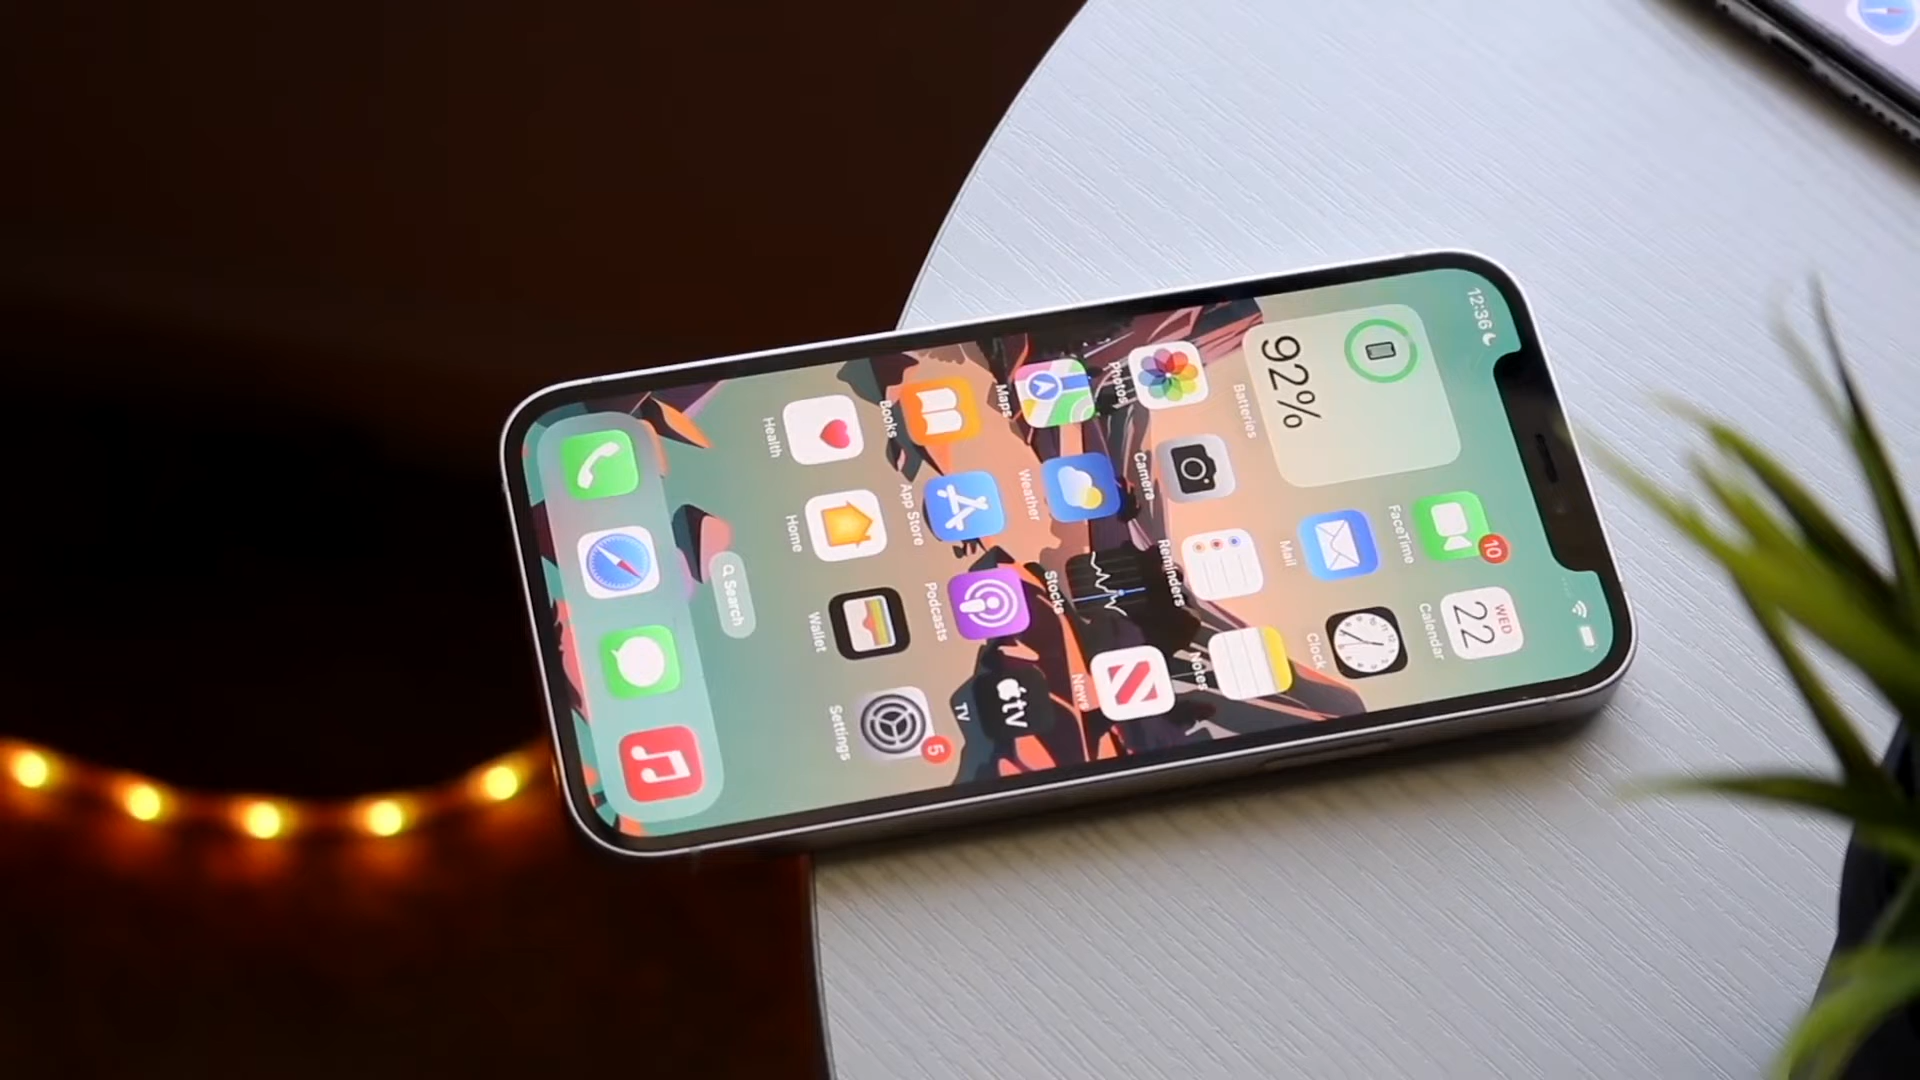 12:36
92%
Batteries
10
FaceTime
WED
22
Calendar
Mail
Clock
Photos
Camera
Reminders
Notes
Maps
Weather
Stocks
News
Books
App Store
Podcasts
tv
TV
Health
Home
Wallet
5
Settings
Search